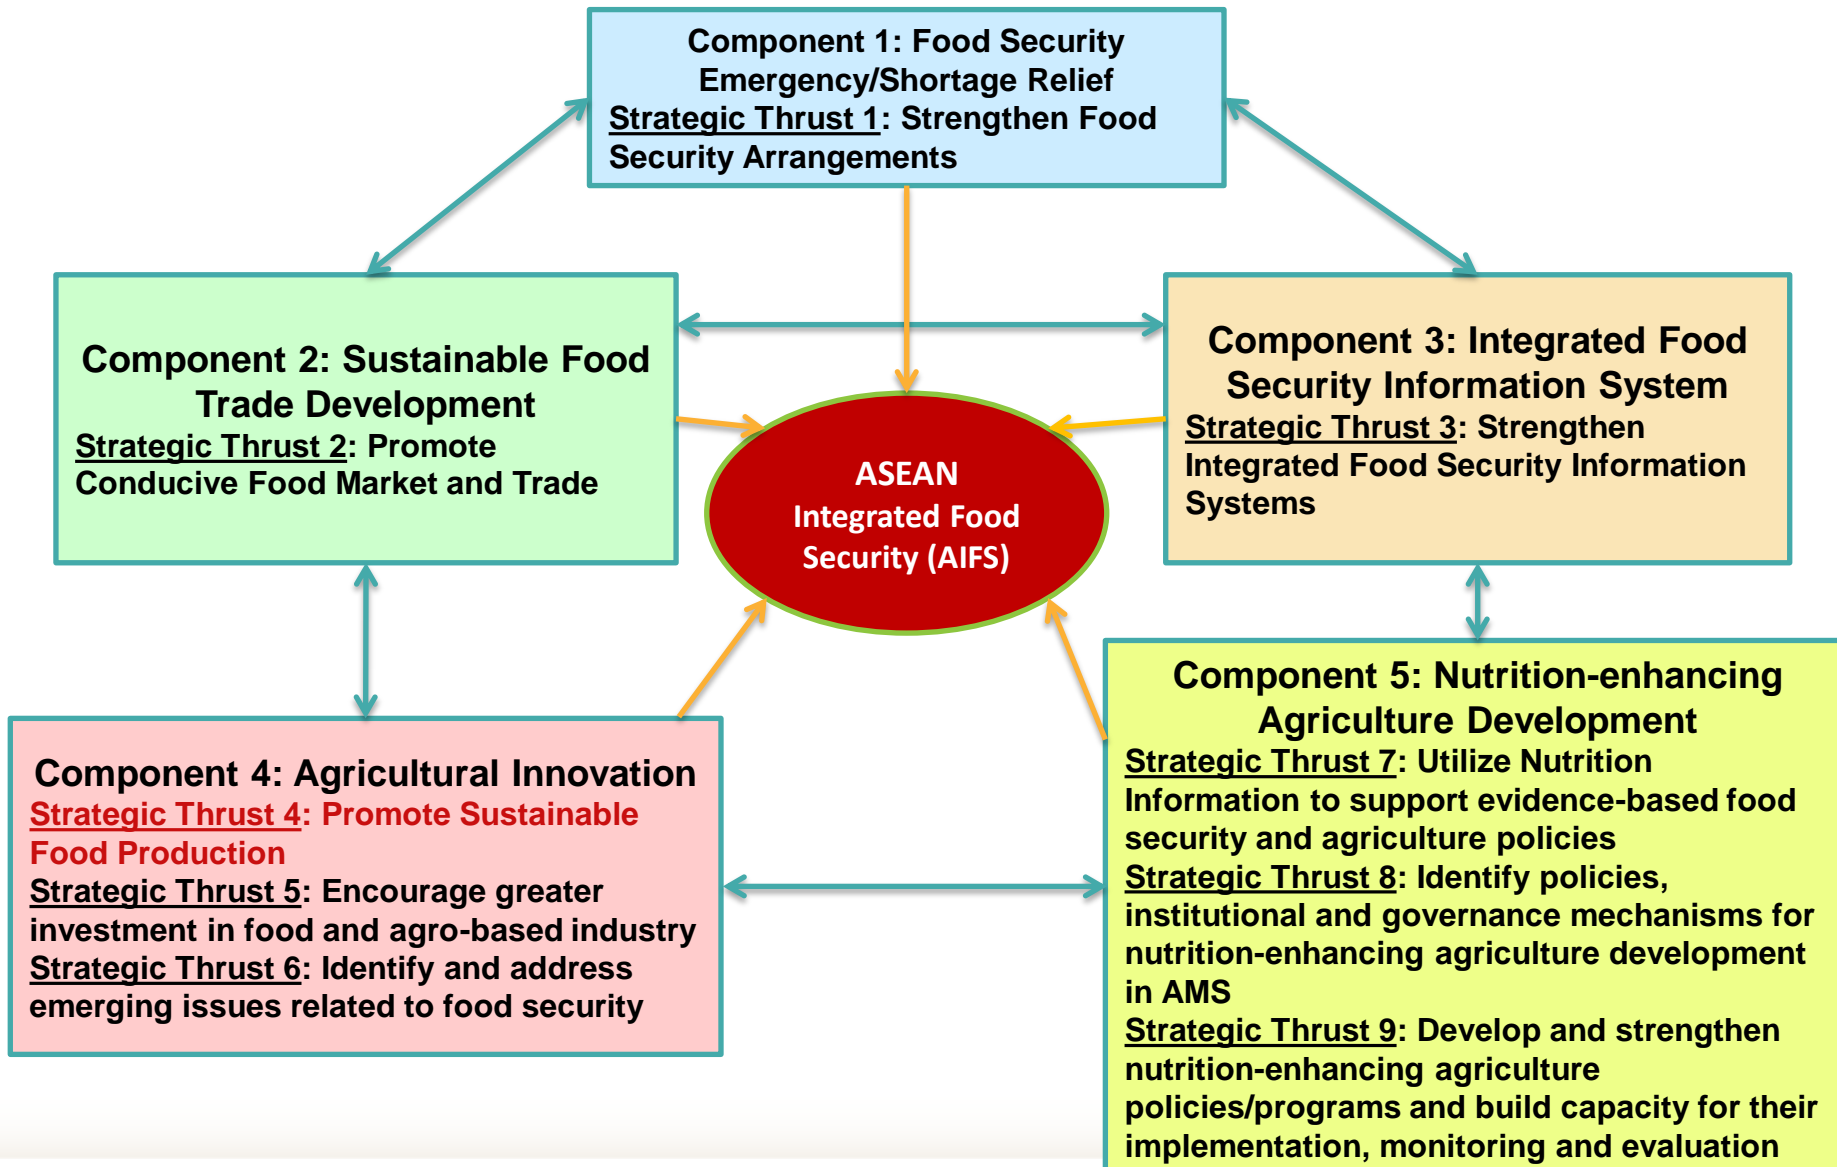 Component 1: Food Security
Emergency/Shortage Relief
Strategic Thrust 1: Strengthen Food
Security Arrangements
Component 2: Sustainable Food
Trade Development
Strategic Thrust 2: Promote
Conducive Food Market and Trade
Component 3: Integrated Food
Security Information System
Strategic Thrust 3: Strengthen
Integrated Food Security Information
Systems
ASEAN
Integrated Food
Security (AIFS)
Component 4: Agricultural Innovation
Strategic Thrust 4: Promote Sustainable
Food Production
Strategic Thrust 5: Encourage greater
investment in food and agro-based industry
Strategic Thrust 6: Identify and address
emerging issues related to food security
Component 5: Nutrition-enhancing
Agriculture Development
Strategic Thrust 7: Utilize Nutrition
Information to support evidence-based food
security and agriculture policies
Strategic Thrust 8: Identify policies,
institutional and governance mechanisms for
nutrition-enhancing agriculture development
in AMS
Strategic Thrust 9: Develop and strengthen
nutrition-enhancing agriculture
policies/programs and build capacity for their
implementation, monitoring and evaluation